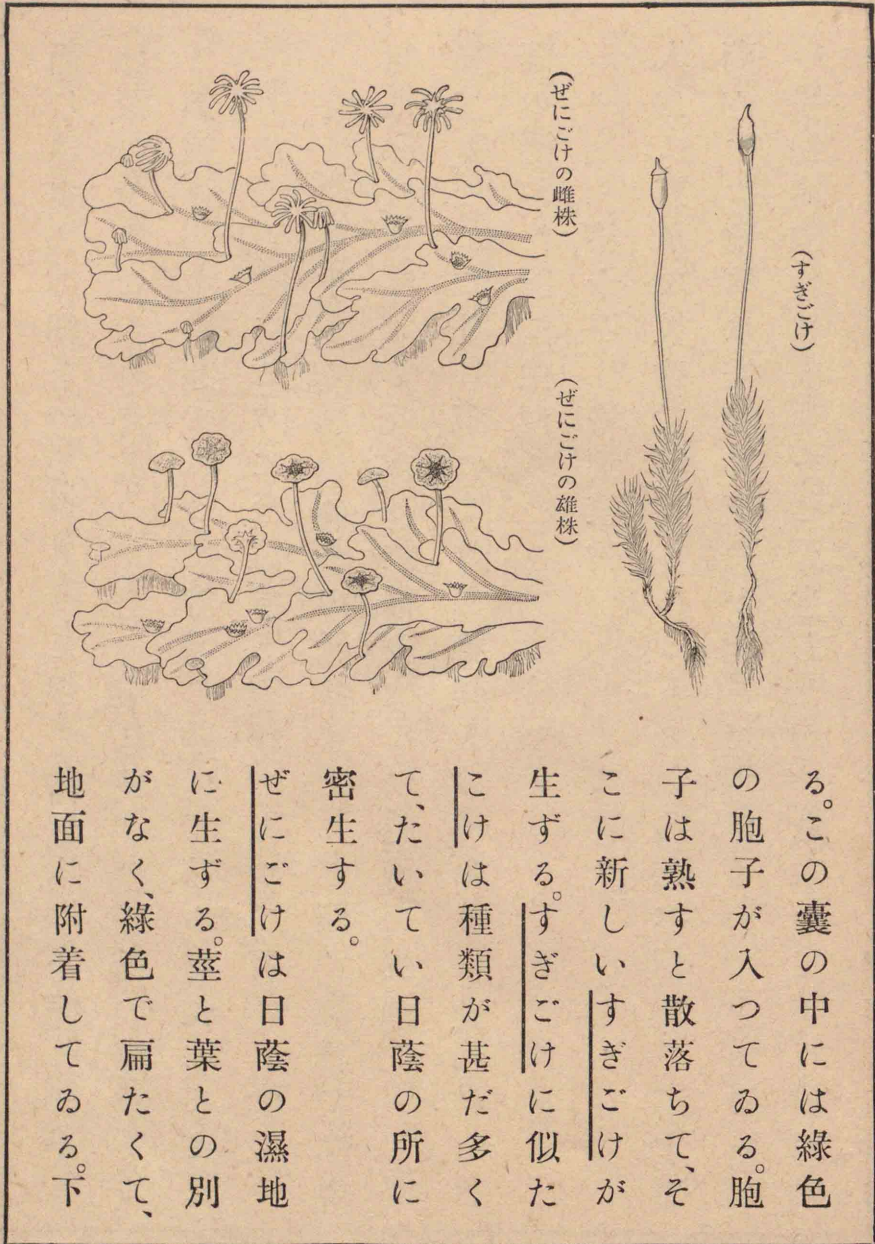 (すぎごけ)
(ぜにごけの雌株)
(ぜにごけの雄株)
る。この囊の中には綠色
の胞子が入つてゐる。胞
子は熟すと散落ちて、そ
こに新しいすぎごけが
生ずる。すぎごけに似た
こけは種類が甚だ多く
て、たいてい日蔭の所に
密生する。
ぜにごけは日蔭の濕地
に生ずる。莖と葉との別
がなく、綠色で扁たくて、
地面に附着してゐる。下